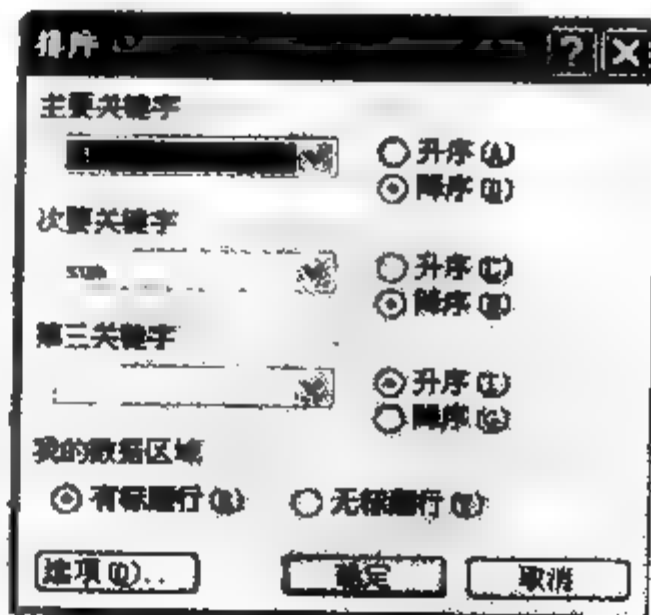 排序
主要关键字
升序(A)
降序(D)
次要关键字
sum
升序(C)
降序
第三关键字
升序(I)
降序(G)
我的数据区域
有标题行(R)
无标题行
选项(O)..
确定
取消